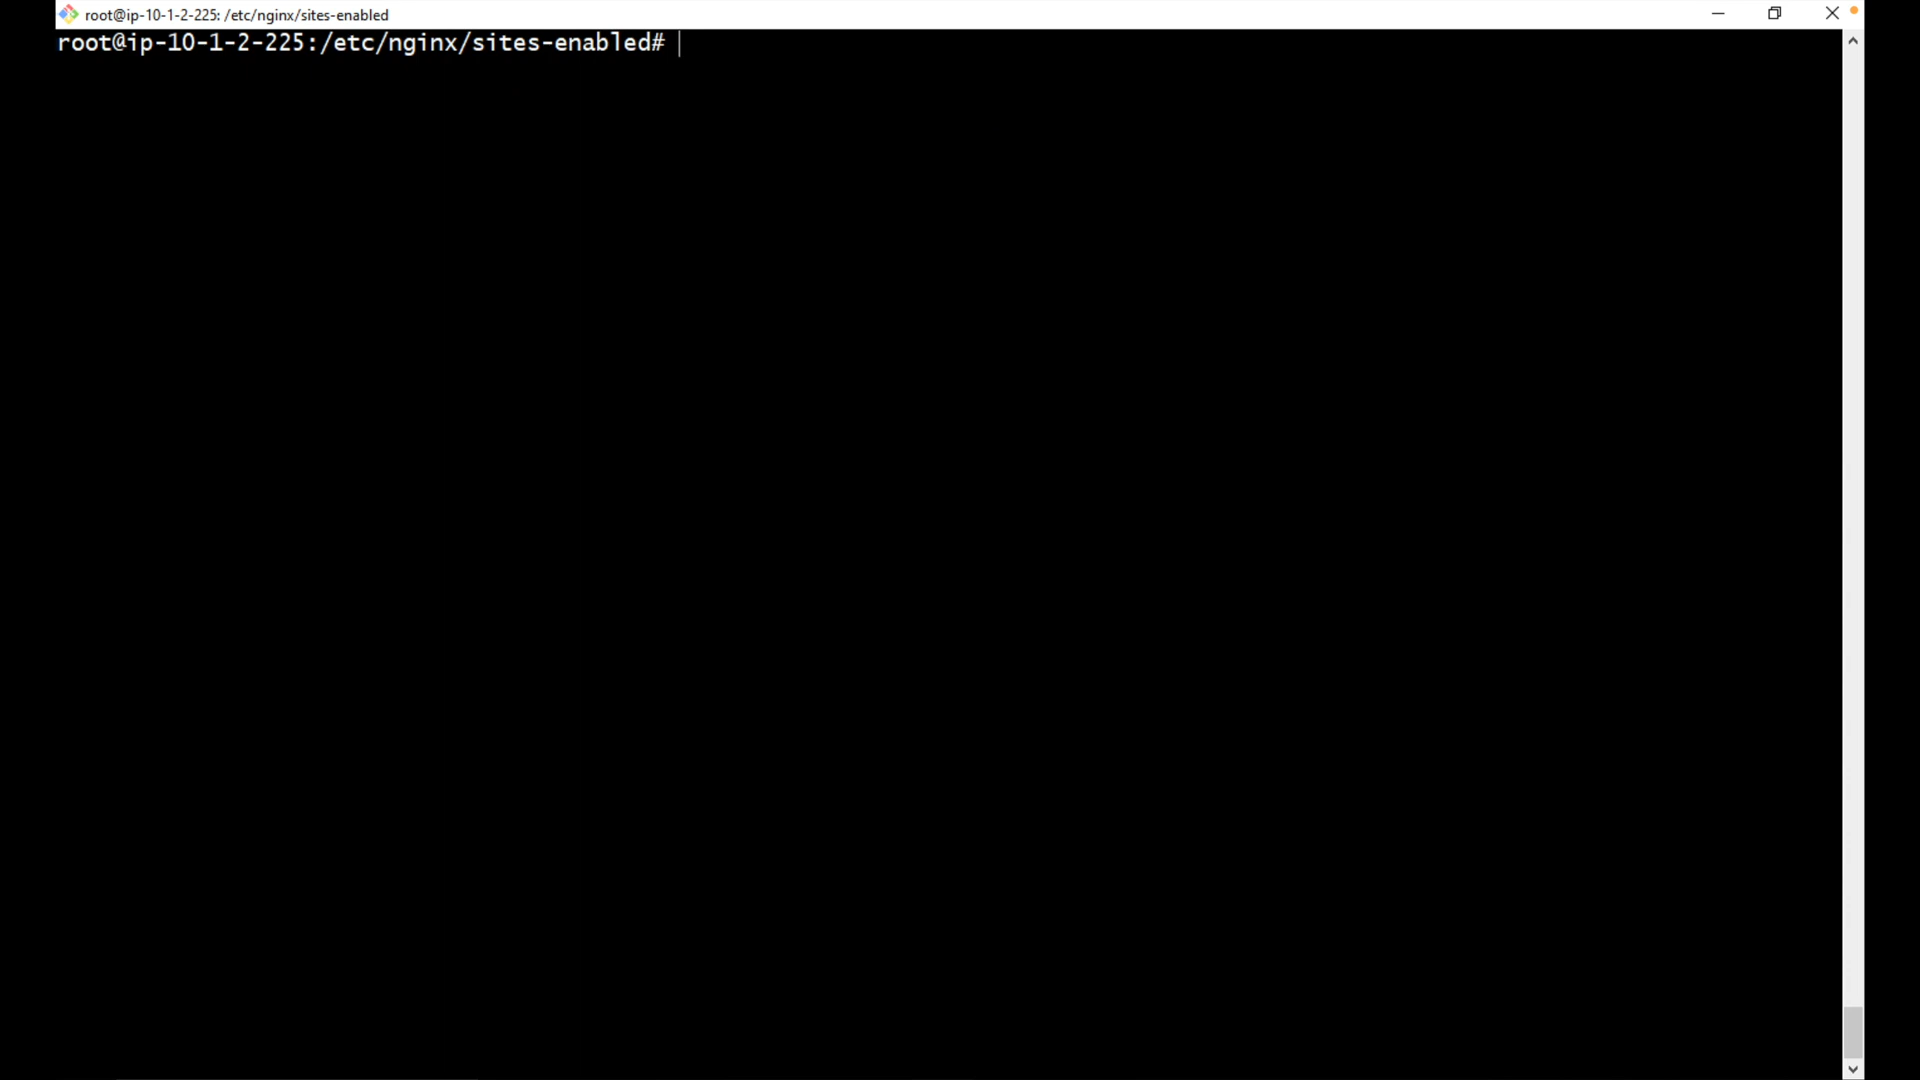 root@ip-10-1-2-225: /etc/nginx/sites-enabled
root@ip-10-1-2-225:/etc/nginx/sites-enabled#